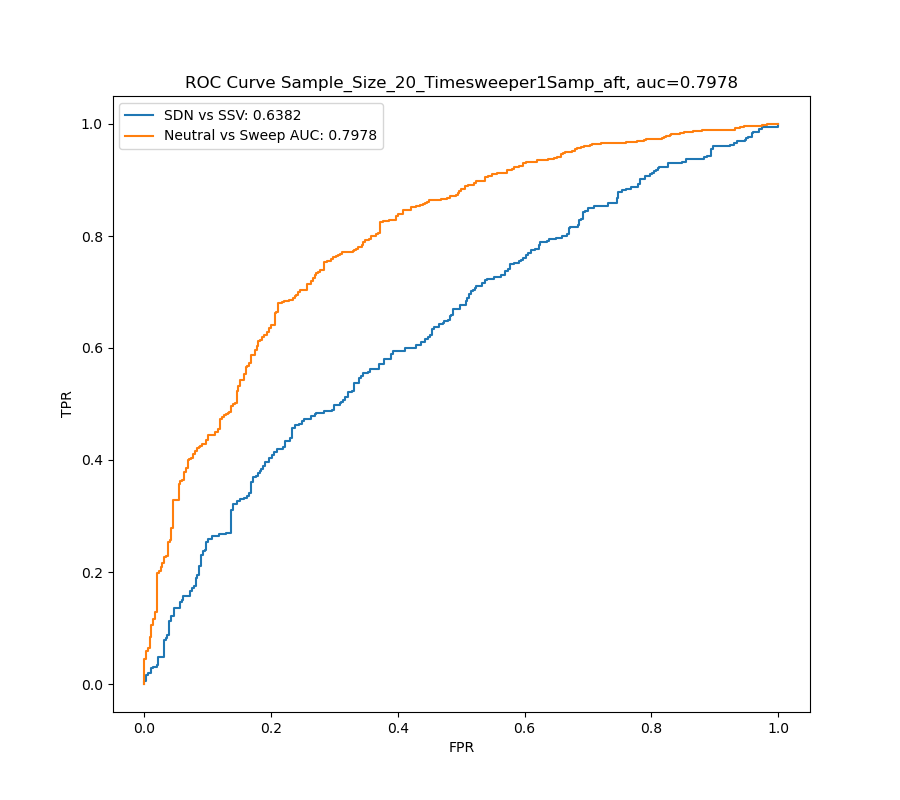 ROC Curve Sample_Size_20_Timesweeper1Samp_aft, auc=0.7978
SDN vs SSV: 0.6382
Neutral vs Sweep AUC: 0.7978
1.0
0.8
0.6
0.4
0.2
0.0
TPR
0.0 0.2 0.4 0.6 0.8 1.0
FPR